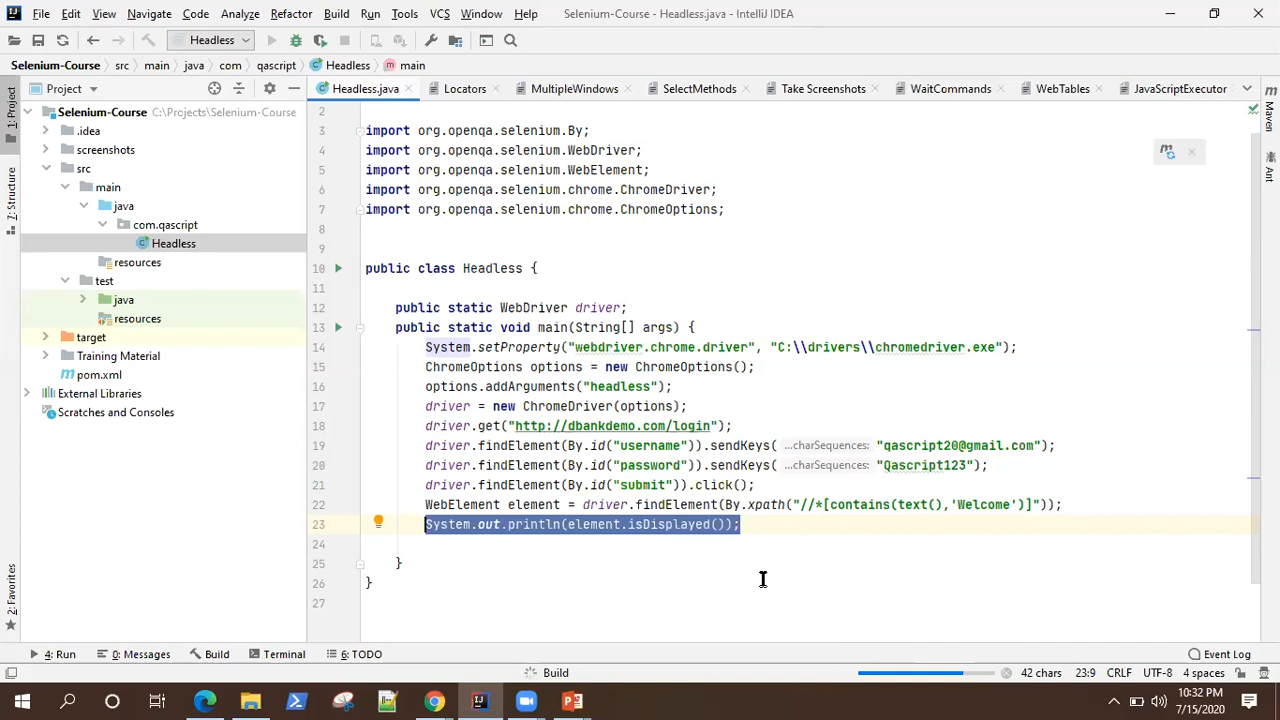 File Edit View Navigate Code Analyze Refactor Build Run Tools VCS Window Help Selenium-Course - Headless.java - IntelliJ IDEA
Headless
Selenium-Course src main java com qascript Headless main
Project Headless.java Locators MultipleWindows SelectMethods Take Screenshots WaitCommands WebTables JavaScriptExecutor
1: Project
7: Structure
2: Favorites
Maven
Ant
Selenium-Course C:\Projects\Selenium-Course
.idea
screenshots
src
main
java
com.qascript
Headless
resources
test
java
resources
target
Training Material
pom.xml
External Libraries
Scratches and Consoles
2
3 import org.openqa.selenium.By;
4 import org.openqa.selenium.WebDriver;
5 import org.openqa.selenium.WebElement;
6 import org.openqa.selenium.chrome.ChromeDriver;
7 import org.openqa.selenium.chrome.ChromeOptions;
8
9
10 public class Headless {
11
12 public static WebDriver driver;
13 public static void main(String[] args) {
14 System.setProperty("webdriver.chrome.driver", "C:\\drivers\\chromedriver.exe");
15 ChromeOptions options = new ChromeOptions();
16 options.addArguments("headless");
17 driver = new ChromeDriver(options);
18 driver.get("http://dbankdemo.com/login");
19 driver.findElement(By.id("username")).sendKeys( ...charSequences: "qascript20@gmail.com");
20 driver.findElement(By.id("password")).sendKeys( ...charSequences: "Qascript123");
21 driver.findElement(By.id("submit")).click();
22 WebElement element = driver.findElement(By.xpath("//*[contains(text(),'Welcome')]"));
23 System.out.println(element.isDisplayed());
24
25 }
26 }
27
4: Run 0: Messages Build Terminal 6: TODO Event Log
Build 42 chars 23:9 CRLF UTF-8 4 spaces
10:32 PM
7/15/2020